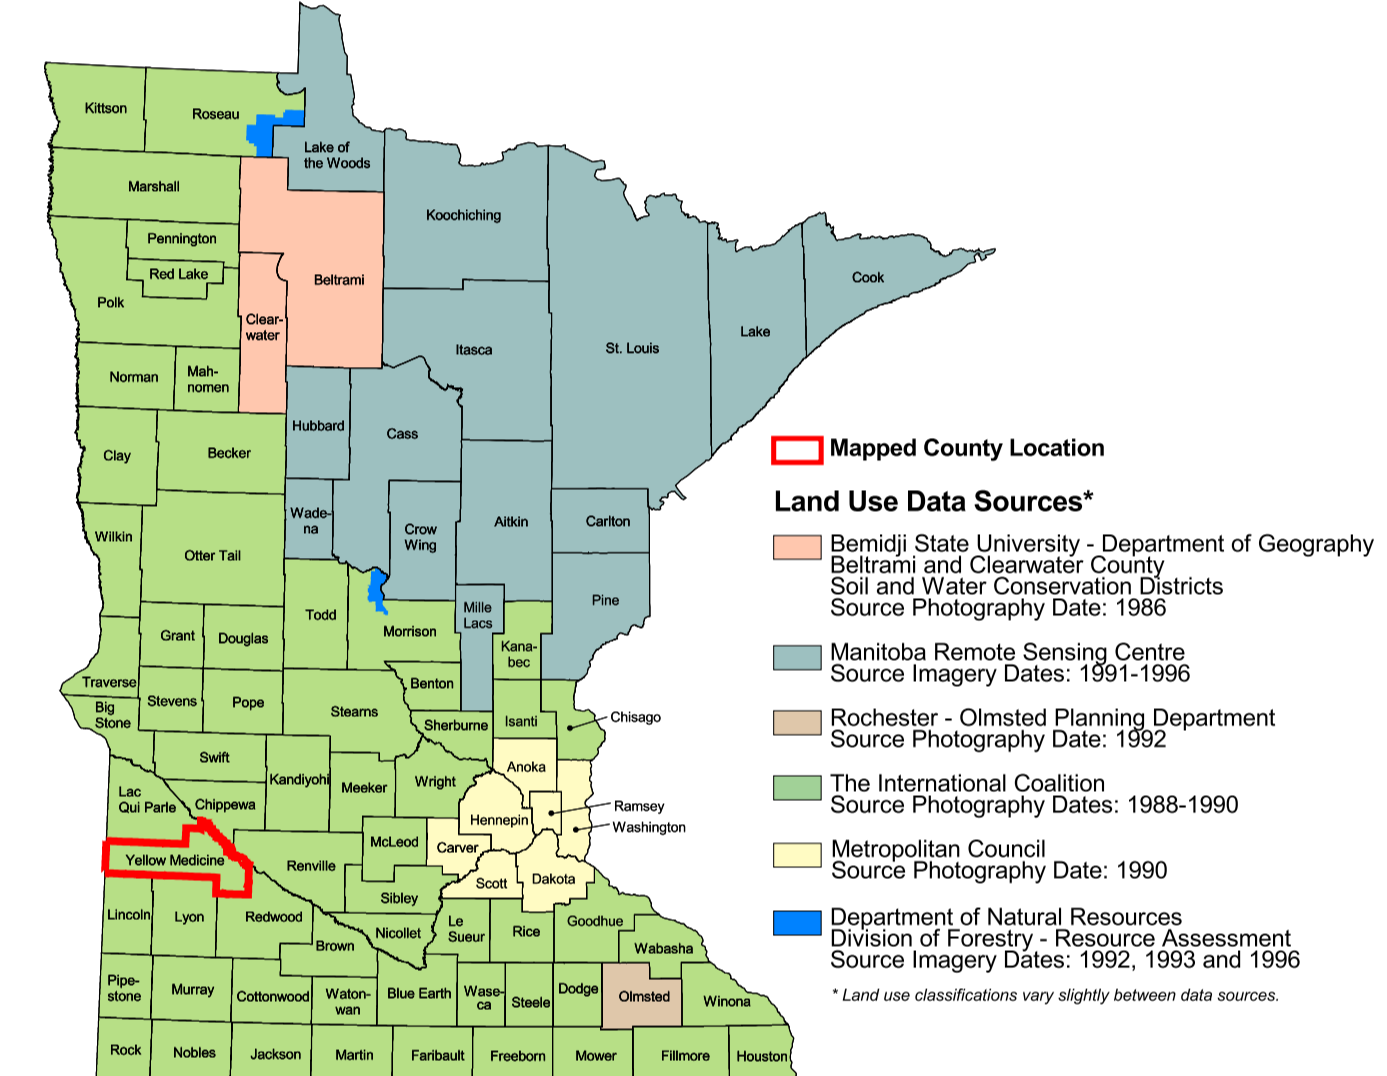 Kittson
Roseau
Lake of
the Woods
Marshall
Koochiching
Pennington
Red Lake
Beltrami
Cook
Polk
Clear-
water
Lake
St. Louis
Itasca
Norman
Mah-
nomen
Hubbard
Cass
Clay
Becker
Wade-
na
Crow
Wing
Aitkin
Carlton
Wilkin
Otter Tail
Pine
Todd
Mille
Lacs
Morrison
Grant
Douglas
Kana-
bec
Traverse
Benton
Stevens
Pope
Big
Stone
Stearns
Sherburne
Isanti
Chisago
Swift
Anoka
Kandiyohi
Meeker
Wright
Lac
Qui Parle
Chippewa
Ramsey
Hennepin
Washington
McLeod
Carver
Yellow Medicine
Renville
Scott
Dakota
Sibley
Lincoln
Lyon
Redwood
Nicollet
Le
Sueur
Rice
Goodhue
Brown
Wabasha
Pipe-
stone
Murray
Cottonwood
Waton-
wan
Blue Earth
Wase-
ca
Steele
Dodge
Olmsted
Winona
Rock
Nobles
Jackson
Martin
Faribault
Freeborn
Mower
Fillmore
Houston
Mapped County Location
Land Use Data Sources*
Bemidji State University - Department of Geography
Beltrami and Clearwater County
Soil and Water Conservation Districts
Source Photography Date: 1986
Manitoba Remote Sensing Centre
Source Imagery Dates: 1991-1996
Rochester - Olmsted Planning Department
Source Photography Date: 1992
The International Coalition
Source Photography Dates: 1988-1990
Metropolitan Council
Source Photography Date: 1990
Department of Natural Resources
Division of Forestry - Resource Assessment
Source Imagery Dates: 1992, 1993 and 1996
* Land use classifications vary slightly between data sources.